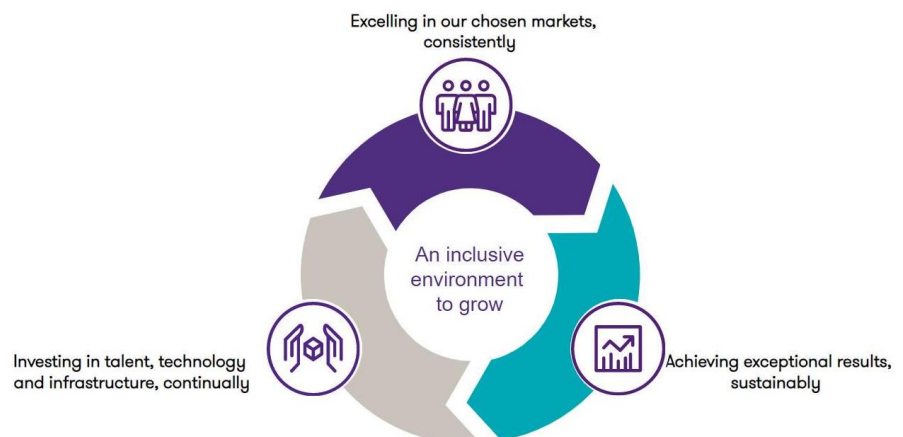 Excelling in our chosen markets,
consistently
An inclusive
environment
to grow
Investing in talent, technology
and infrastructure, continually
Achieving exceptional results,
sustainably